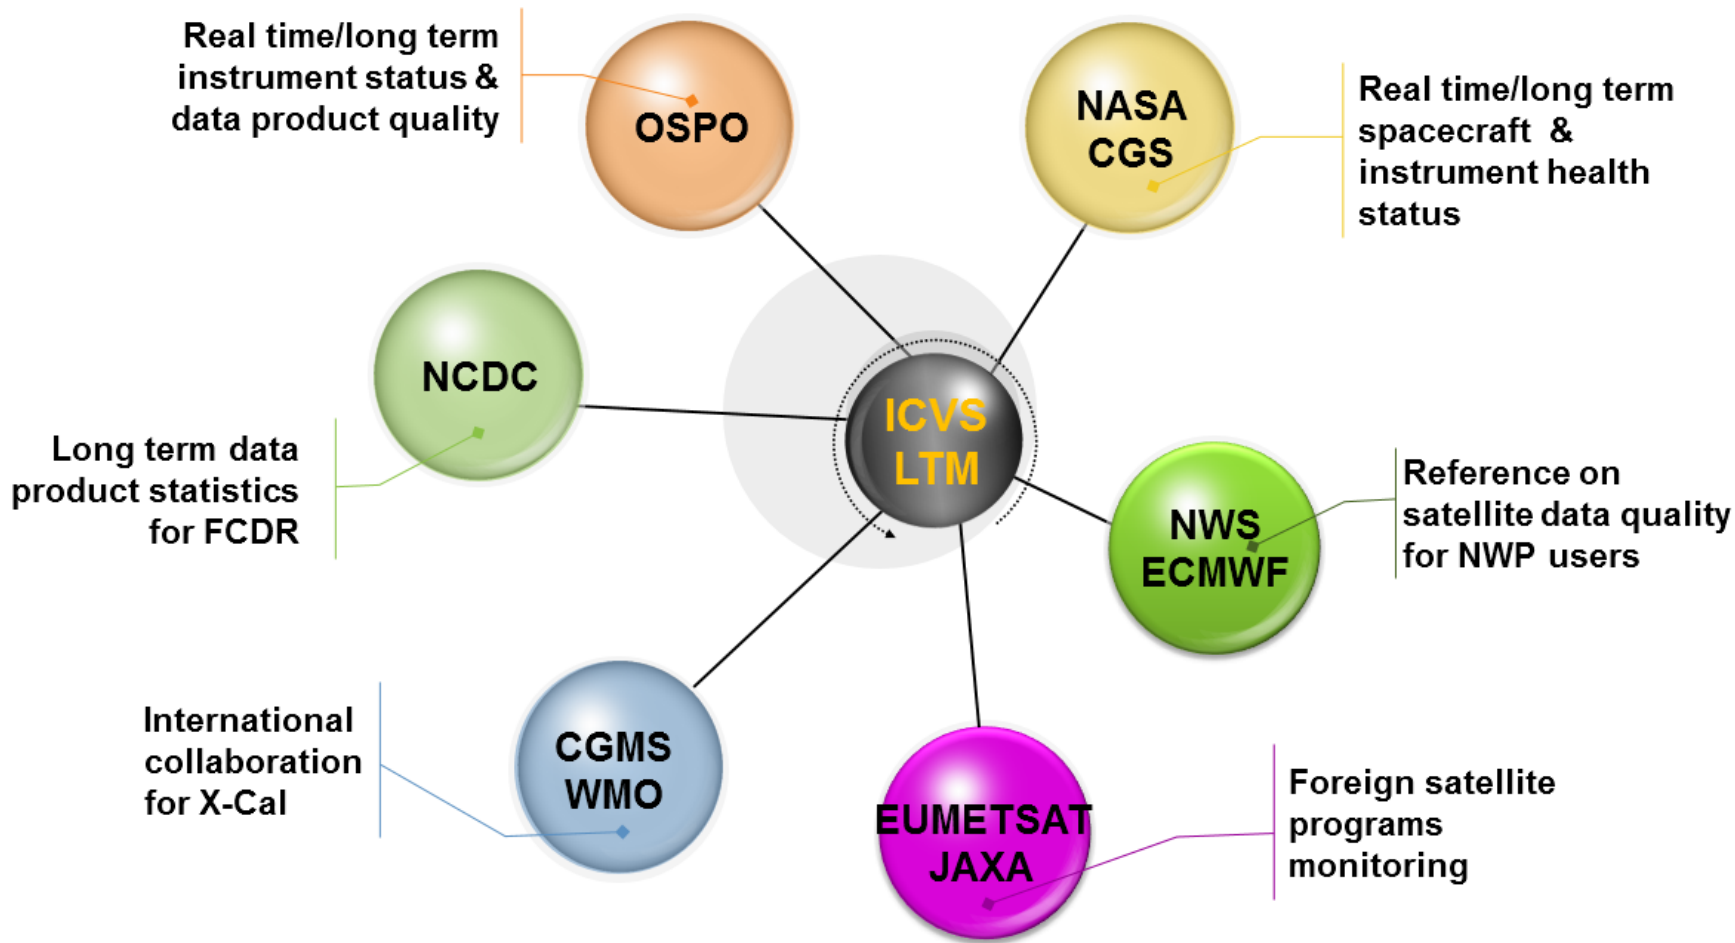 Real time/long term
instrument status &
data product quality
OSPO
NASA
CGS
Real time/long term
spacecraft &
instrument health
status
NCDC
Long term data
product statistics
for FCDR
ICVS
LTM
NWS
ECMWF
Reference on
satellite data quality
for NWP users
International
collaboration
for X-Cal
CGMS
WMO
EUMETSAT
JAXA
Foreign satellite
programs
monitoring